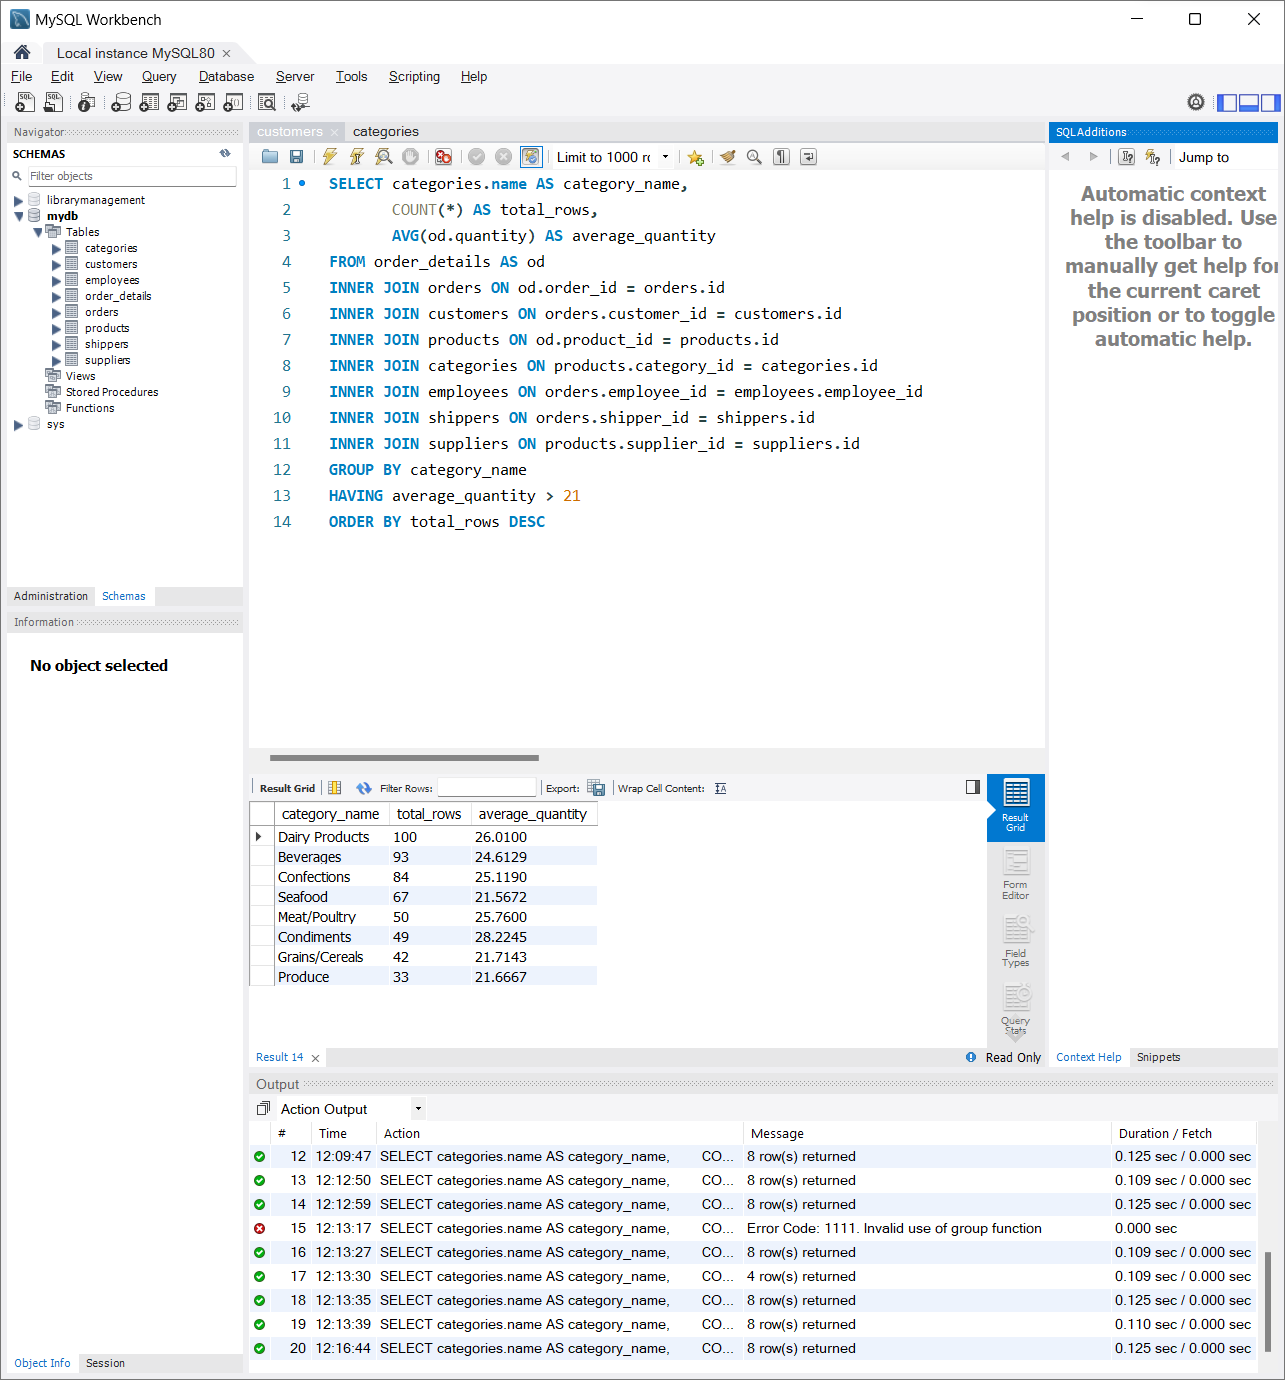 MySQL Workbench
Local instance MySQL80
File Edit View Query Database Server Tools Scripting Help
Navigator
SCHEMAS
Filter objects
librarymanagement
mydb
Tables
categories
customers
employees
order_details
orders
products
shippers
suppliers
Views
Stored Procedures
Functions
sys
Administration Schemas
Information
No object selected
Object Info Session
customers categories
Limit to 1000 r
1 SELECT categories.name AS category_name,
2 COUNT(*) AS total_rows,
3 AVG(od.quantity) AS average_quantity
4 FROM order_details AS od
5 INNER JOIN orders ON od.order_id = orders.id
6 INNER JOIN customers ON orders.customer_id = customers.id
7 INNER JOIN products ON od.product_id = products.id
8 INNER JOIN categories ON products.category_id = categories.id
9 INNER JOIN employees ON orders.employee_id = employees.employee_id
10 INNER JOIN shippers ON orders.shipper_id = shippers.id
11 INNER JOIN suppliers ON products.supplier_id = suppliers.id
12 GROUP BY category_name
13 HAVING average_quantity > 21
14 ORDER BY total_rows DESC
Result Grid Filter Rows: Export: Wrap Cell Content:
category_name total_rows average_quantity
Dairy Products 100 26.0100
Beverages 93 24.6129
Confections 84 25.1190
Seafood 67 21.5672
Meat/Poultry 50 25.7600
Condiments 49 28.2245
Grains/Cereals 42 21.7143
Produce 33 21.6667
Result
Grid
Form
Editor
Field
Types
Query
Stats
Result 14 Read Only
SQLAdditions
Jump to
Automatic context
help is disabled. Use
the toolbar to
manually get help for
the current caret
position or to toggle
automatic help.
Context Help Snippets
Output
Action Output
# Time Action Message Duration / Fetch
12 12:09:47 SELECT categories.name AS category_name, CO... 8 row(s) returned 0.125 sec / 0.000 sec
13 12:12:50 SELECT categories.name AS category_name, CO... 8 row(s) returned 0.109 sec / 0.000 sec
14 12:12:59 SELECT categories.name AS category_name, CO... 8 row(s) returned 0.125 sec / 0.000 sec
15 12:13:17 SELECT categories.name AS category_name, CO... Error Code: 1111. Invalid use of group function 0.000 sec
16 12:13:27 SELECT categories.name AS category_name, CO... 8 row(s) returned 0.109 sec / 0.000 sec
17 12:13:30 SELECT categories.name AS category_name, CO... 4 row(s) returned 0.109 sec / 0.000 sec
18 12:13:35 SELECT categories.name AS category_name, CO... 8 row(s) returned 0.125 sec / 0.000 sec
19 12:13:39 SELECT categories.name AS category_name, CO... 8 row(s) returned 0.110 sec / 0.000 sec
20 12:16:44 SELECT categories.name AS category_name, CO... 8 row(s) returned 0.125 sec / 0.000 sec